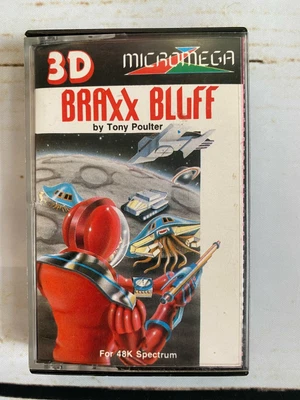 3D
MICROMEGA
BRAXX BLUFF
by Tony Poulter
For 48K Spectrum